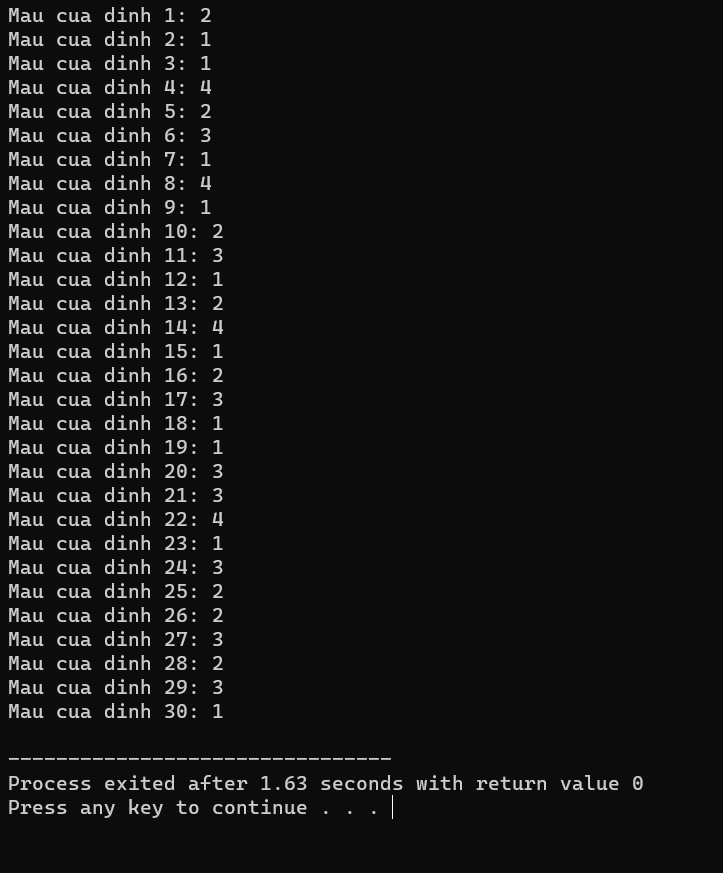 Mau cua dinh 1: 2
Mau cua dinh 2: 1
Mau cua dinh 3: 1
Mau cua dinh 4: 4
Mau cua dinh 5: 2
Mau cua dinh 6: 3
Mau cua dinh 7: 1
Mau cua dinh 8: 4
Mau cua dinh 9: 1
Mau cua dinh 10: 2
Mau cua dinh 11: 3
Mau cua dinh 12: 1
Mau cua dinh 13: 2
Mau cua dinh 14: 4
Mau cua dinh 15: 1
Mau cua dinh 16: 2
Mau cua dinh 17: 3
Mau cua dinh 18: 1
Mau cua dinh 19: 1
Mau cua dinh 20: 3
Mau cua dinh 21: 3
Mau cua dinh 22: 4
Mau cua dinh 23: 1
Mau cua dinh 24: 3
Mau cua dinh 25: 2
Mau cua dinh 26: 2
Mau cua dinh 27: 3
Mau cua dinh 28: 2
Mau cua dinh 29: 3
Mau cua dinh 30: 1
--------------------------------
Process exited after 1.63 seconds with return value 0
Press any key to continue . . .